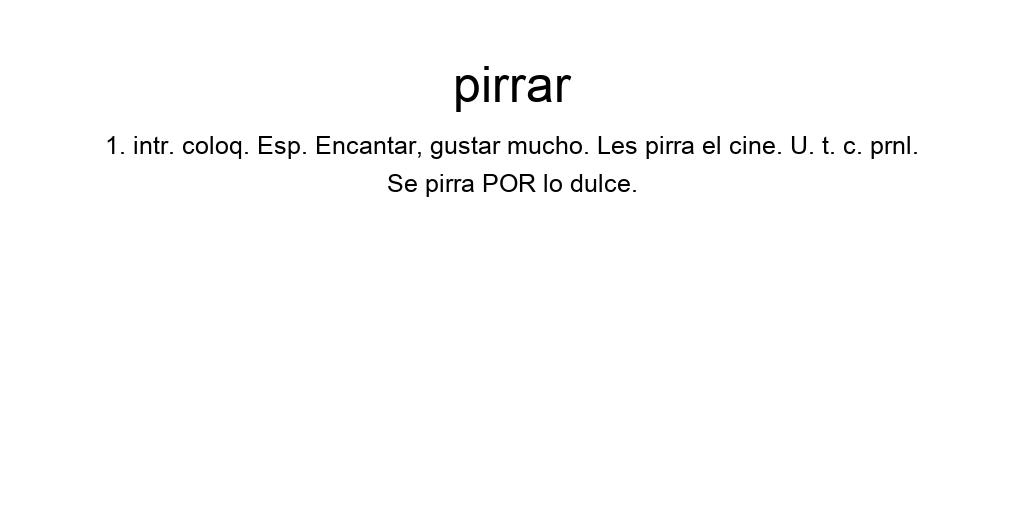 pirrar
1. intr. coloq. Esp. Encantar, gustar mucho. Les pirra el cine. U. t. c. prnl.
Se pirra POR lo dulce.